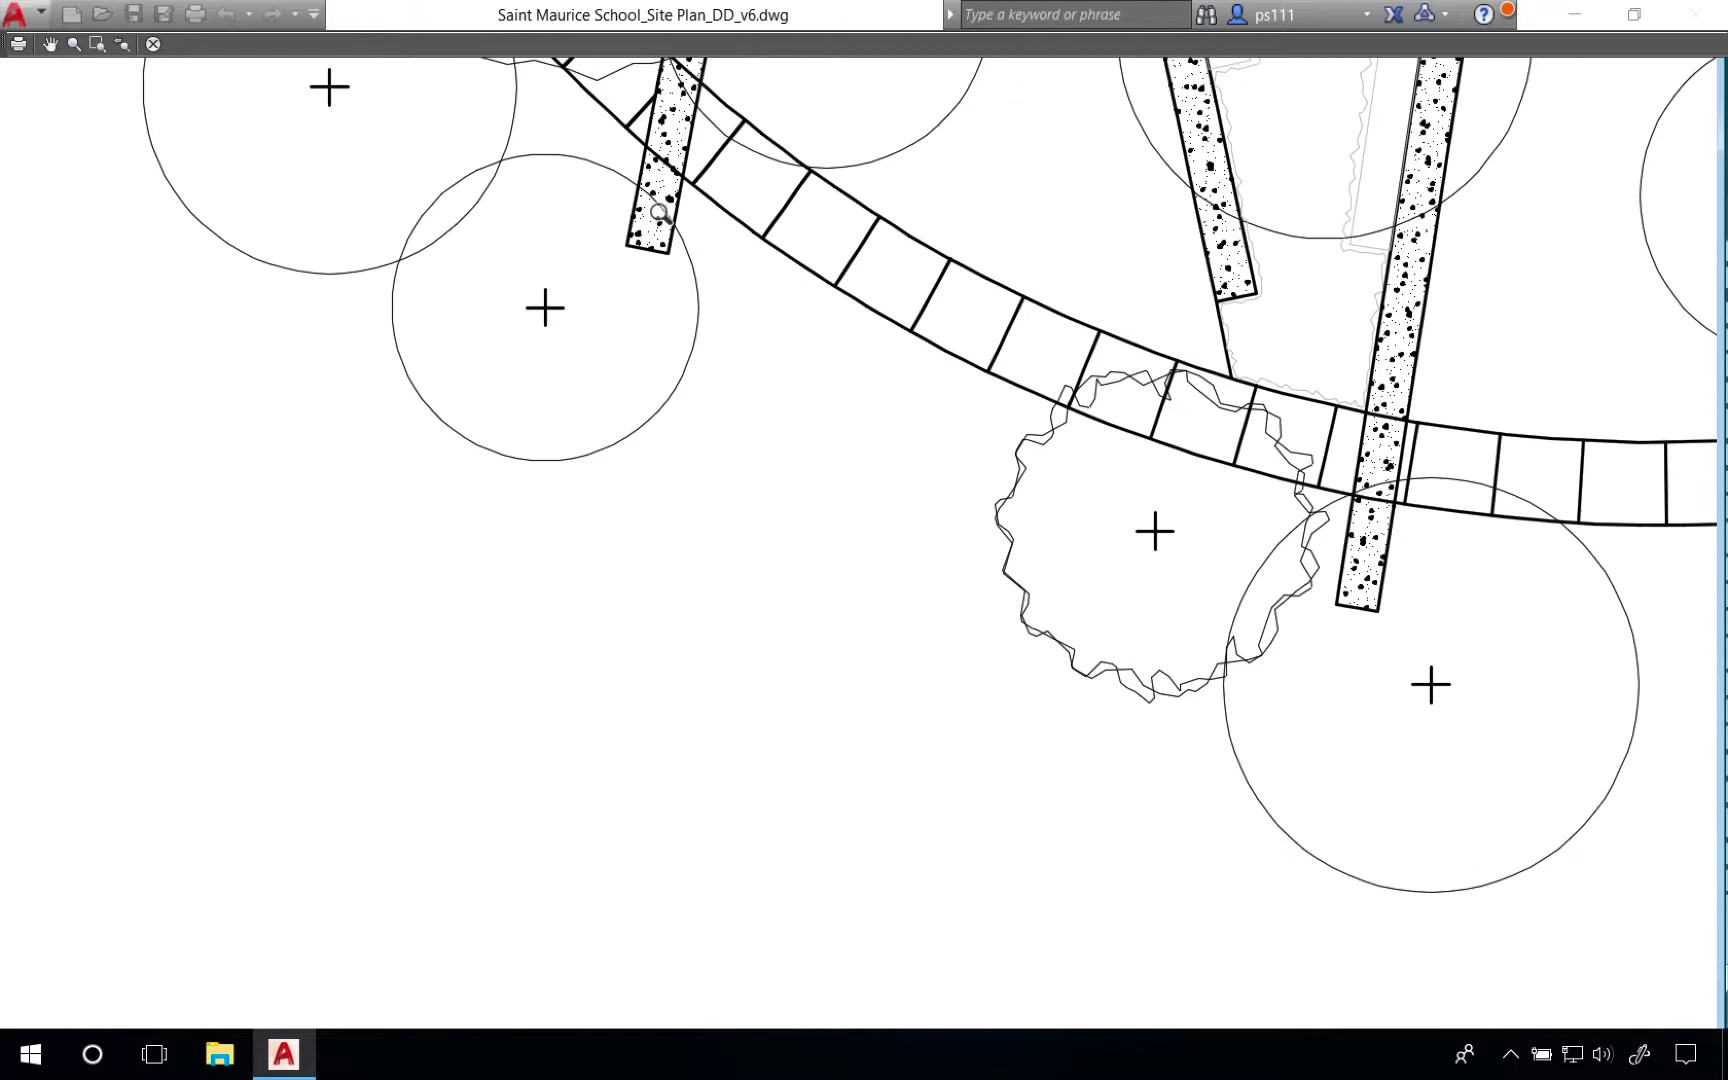 Saint Maurice School_Site Plan_DD_v6.dwg
Type a keyword or phrase
ps111